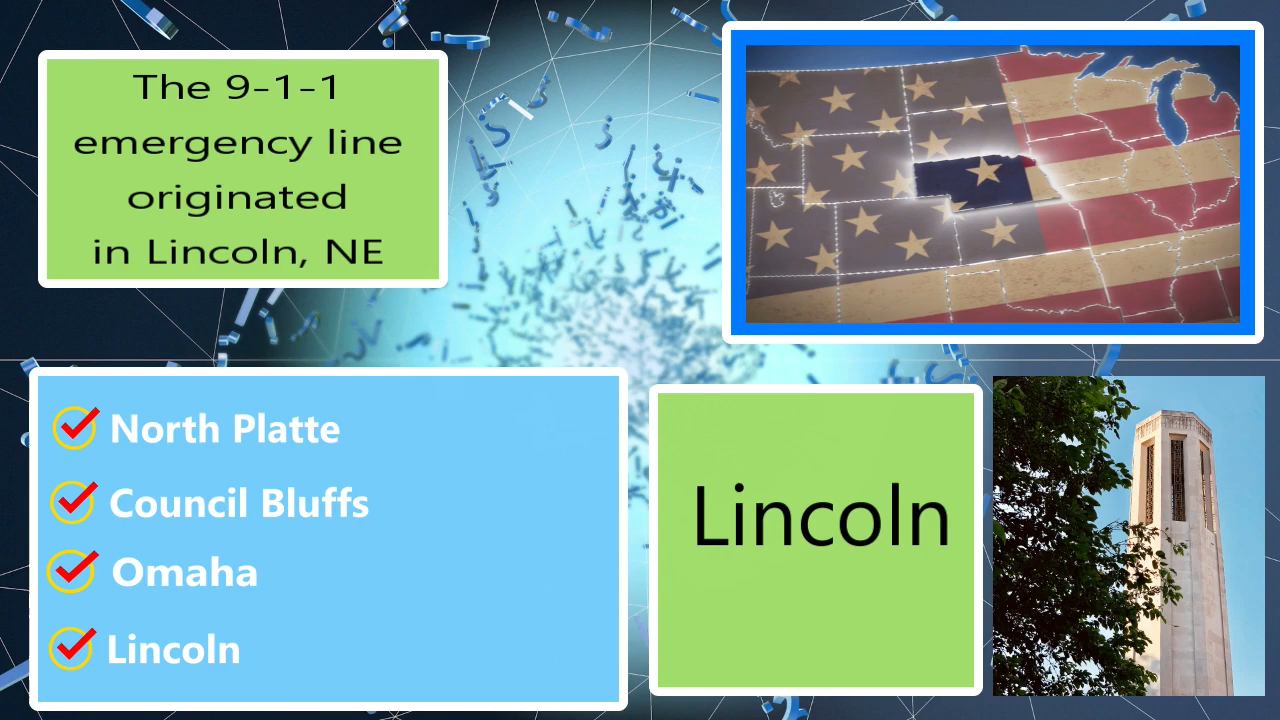 The 9-1-1
emergency line
originated
in Lincoln, NE
North Platte
Council Bluffs
Omaha
Lincoln
Lincoln